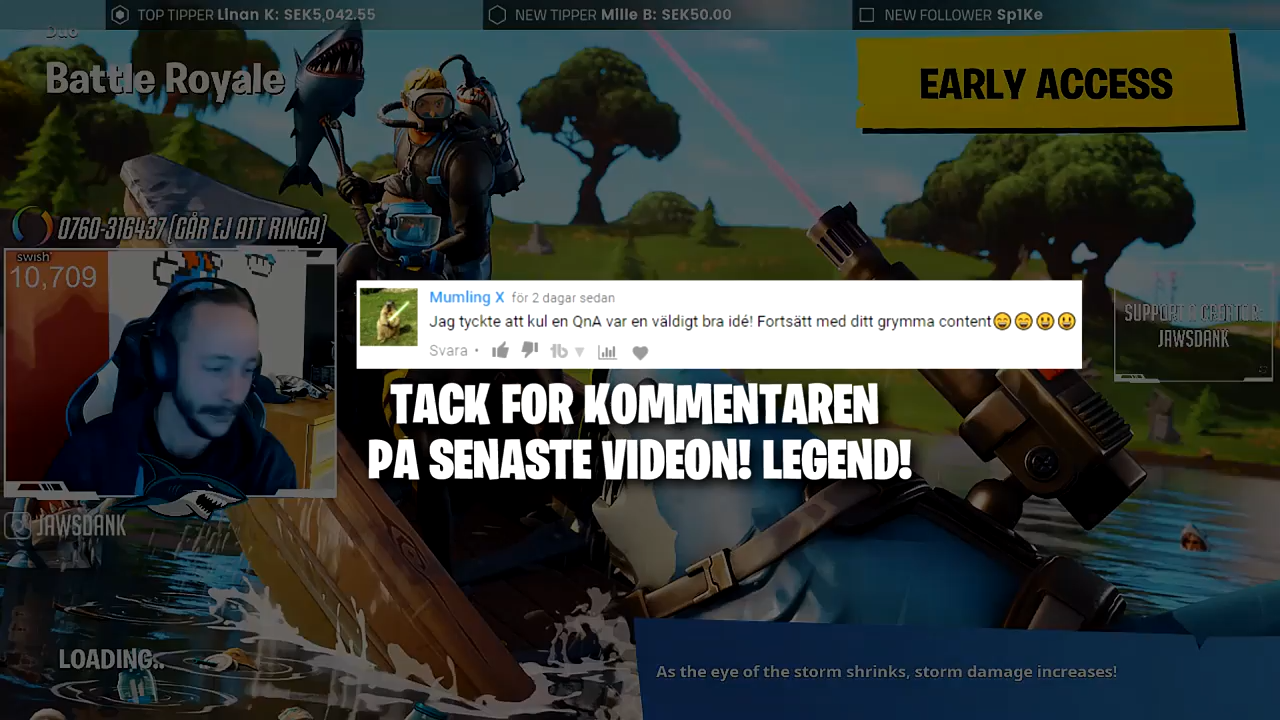 TOP TIPPER Linan K: SEK5,042.55
NEW TIPPER Mille B: SEK50.00
NEW FOLLOWER Sp1Ke
Duo
Battle Royale
EARLY ACCESS
0760-316437 (GÅR EJ ATT RINGA)
swish
10,709
Mumling X för 2 dagar sedan
Jag tyckte att kul en QnA var en väldigt bra idé! Fortsätt med ditt grymma content😄😄😃😃
Svara •
SUPPORT A CREATOR:
JAWSDANK
TACK FOR KOMMENTAREN
PA SENASTE VIDEON! LEGEND!
JAWSDANK
LOADING..
As the eye of the storm shrinks, storm damage increases!